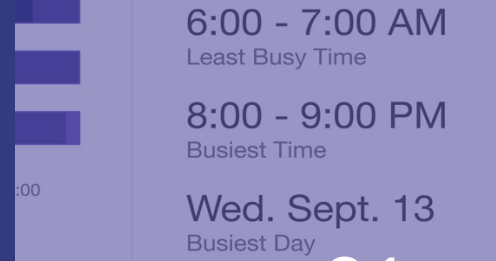 6:00 - 7:00 AM
Least Busy Time
8:00 - 9:00 PM
Busiest Time
:00
Wed. Sept. 13
Busiest Day